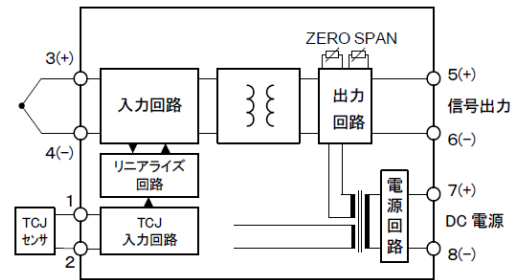 ZERO SPAN
3(+)
5(+)
入力回路
出力
回路
信号出力
4(−)
6(−)
リニアライズ
回路
1
TCJ
センサ
TCJ
入力回路
2
電源回路
7(+)
DC 電源
8(−)